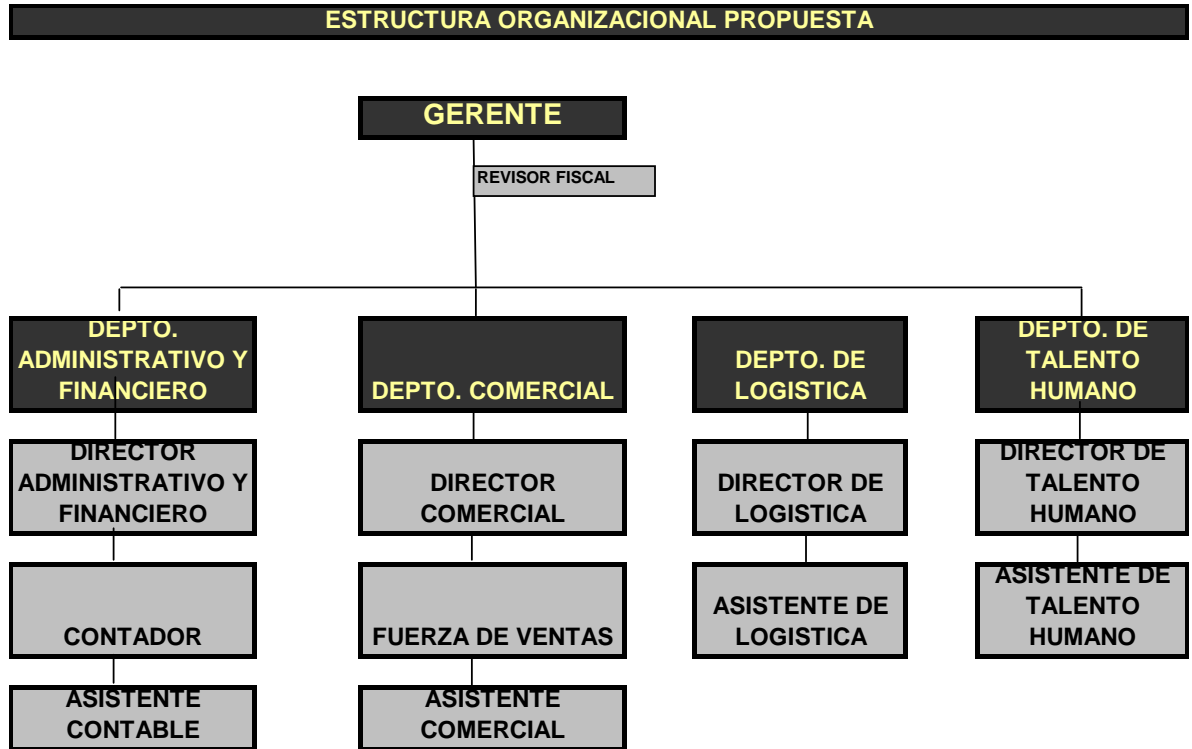 ESTRUCTURA ORGANIZACIONAL PROPUESTA
GERENTE
REVISOR FISCAL
DEPTO.
ADMINISTRATIVO Y
FINANCIERO
DEPTO. COMERCIAL
DEPTO. DE
LOGISTICA
DEPTO. DE
TALENTO
HUMANO
DIRECTOR
ADMINISTRATIVO Y
FINANCIERO
DIRECTOR
COMERCIAL
DIRECTOR DE
LOGISTICA
DIRECTOR DE
TALENTO
HUMANO
CONTADOR
FUERZA DE VENTAS
ASISTENTE DE
LOGISTICA
ASISTENTE DE
TALENTO
HUMANO
ASISTENTE
CONTABLE
ASISTENTE
COMERCIAL